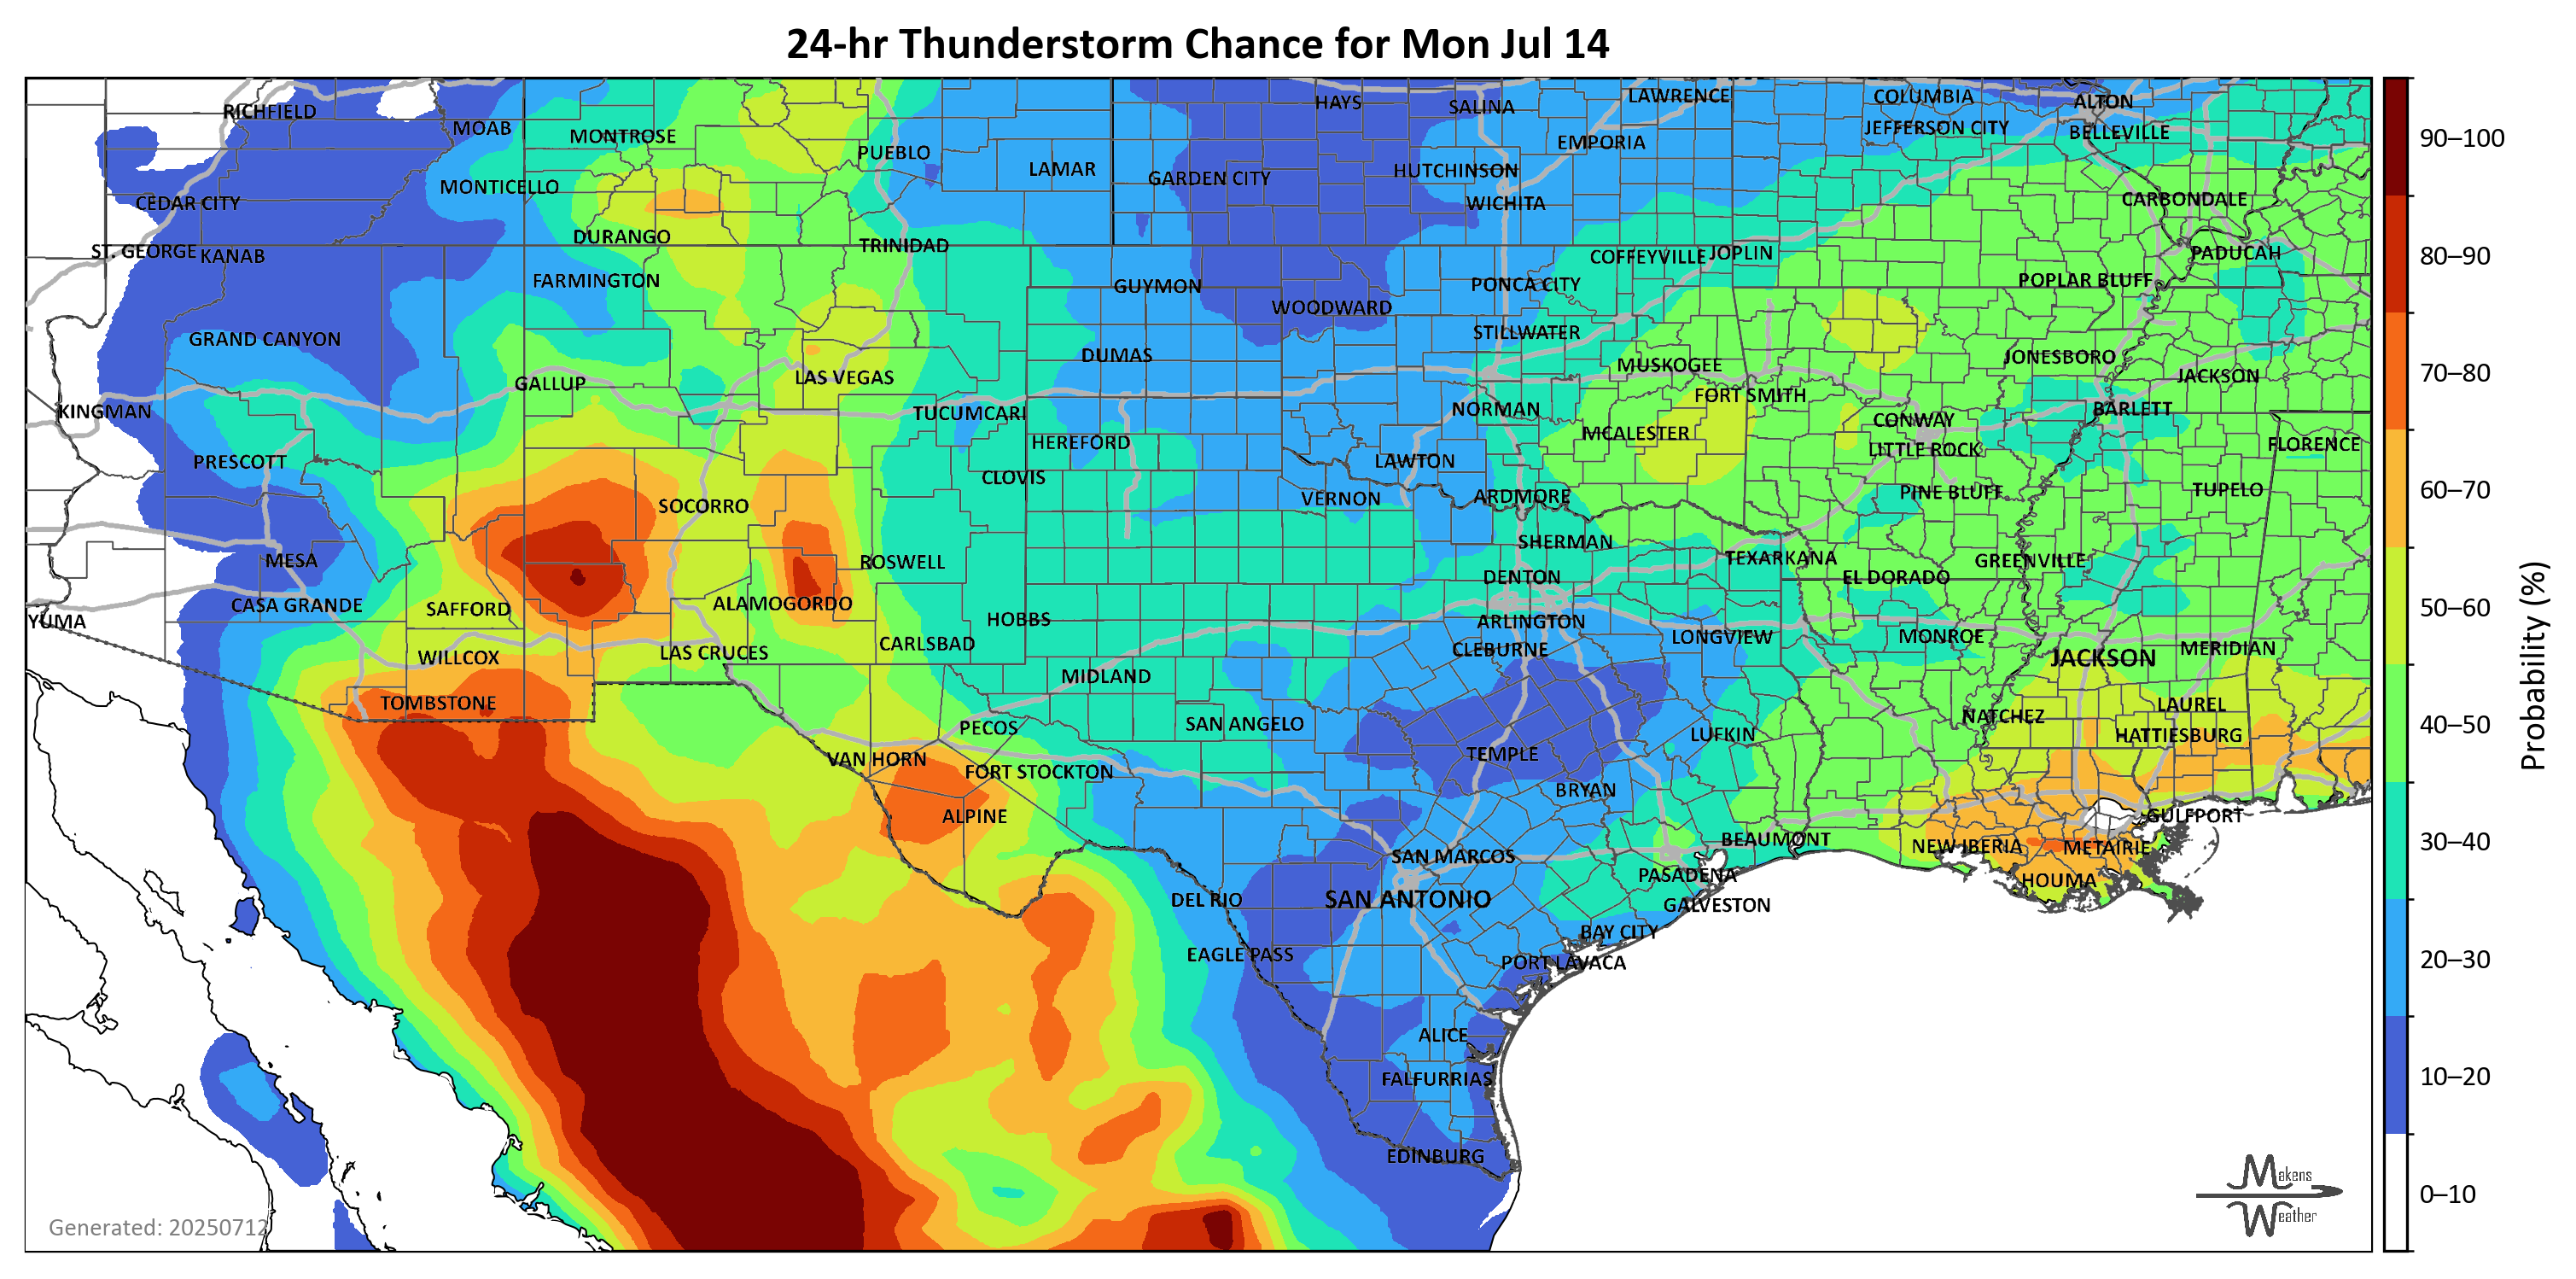 24-hr Thunderstorm Chance for Mon Jul 14
RICHFIELD
MOAB
MONTROSE
PUEBLO
LAMAR
HAYS
SALINA
LAWRENCE
COLUMBIA
ALTON
JEFFERSON CITY
BELLEVILLE
EMPORIA
HUTCHINSON
GARDEN CITY
MONTICELLO
CEDAR CITY
WICHITA
CARBONDALE
DURANGO
TRINIDAD
ST. GEORGE
KANAB
COFFEYVILLE
JOPLIN
PADUCAH
FARMINGTON
GUYMON
PONCA CITY
POPLAR BLUFF
WOODWARD
STILLWATER
GRAND CANYON
DUMAS
MUSKOGEE
JONESBORO
JACKSON
GALLUP
LAS VEGAS
FORT SMITH
KINGMAN
TUCUMCARI
NORMAN
CONWAY
BARLETT
HEREFORD
MCALESTER
LITTLE ROCK
FLORENCE
PRESCOTT
CLOVIS
LAWTON
VERNON
ARDMORE
PINE BLUFF
TUPELO
SOCORRO
MESA
ROSWELL
SHERMAN
TEXARKANA
GREENVILLE
DENTON
EL DORADO
CASA GRANDE
SAFFORD
ALAMOGORDO
YUMA
HOBBS
ARLINGTON
LONGVIEW
MONROE
CARLSBAD
CLEBURNE
MERIDIAN
WILLCOX
LAS CRUCES
JACKSON
MIDLAND
TOMBSTONE
LAUREL
NATCHEZ
PECOS
SAN ANGELO
LUFKIN
HATTIESBURG
VAN HORN
TEMPLE
FORT STOCKTON
BRYAN
ALPINE
GULFPORT
BEAUMONT
NEW IBERIA
METAIRIE
SAN MARCOS
PASADENA
HOUMA
DEL RIO
SAN ANTONIO
GALVESTON
BAY CITY
EAGLE PASS
PORT LAVACA
ALICE
FALFURRIAS
EDINBURG
Generated: 20250712
Makens
Weather
90–100
80–90
70–80
60–70
50–60
40–50
30–40
20–30
10–20
0–10
Probability (%)